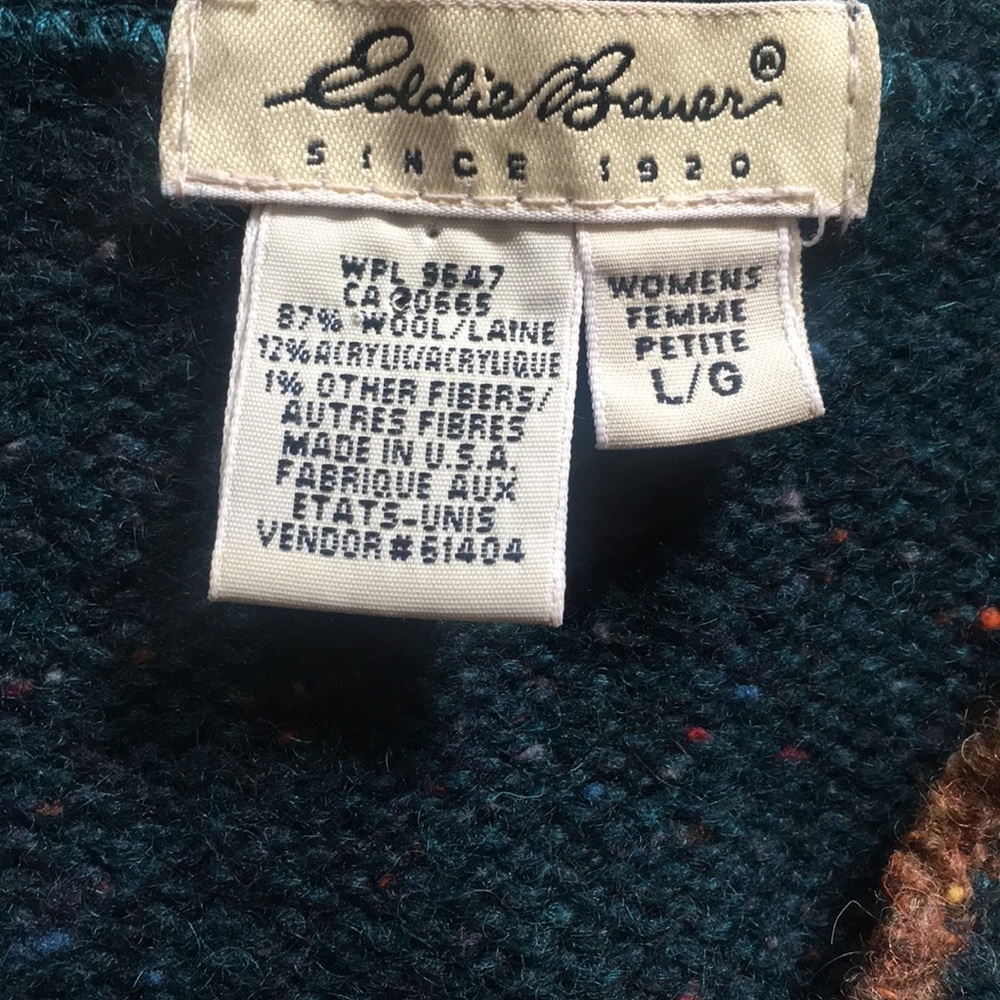 Eddie Bauer®
SINCE 1920
WPL 9647
CA 20665
87% WOOL/LAINE
12% ACRYLIC/ACRYLIQUE
1% OTHER FIBERS/
AUTRES FIBRES
MADE IN U.S.A.
FABRIQUE AUX
ETATS-UNIS
VENDOR # 61404
WOMENS
FEMME
PETITE
L/G